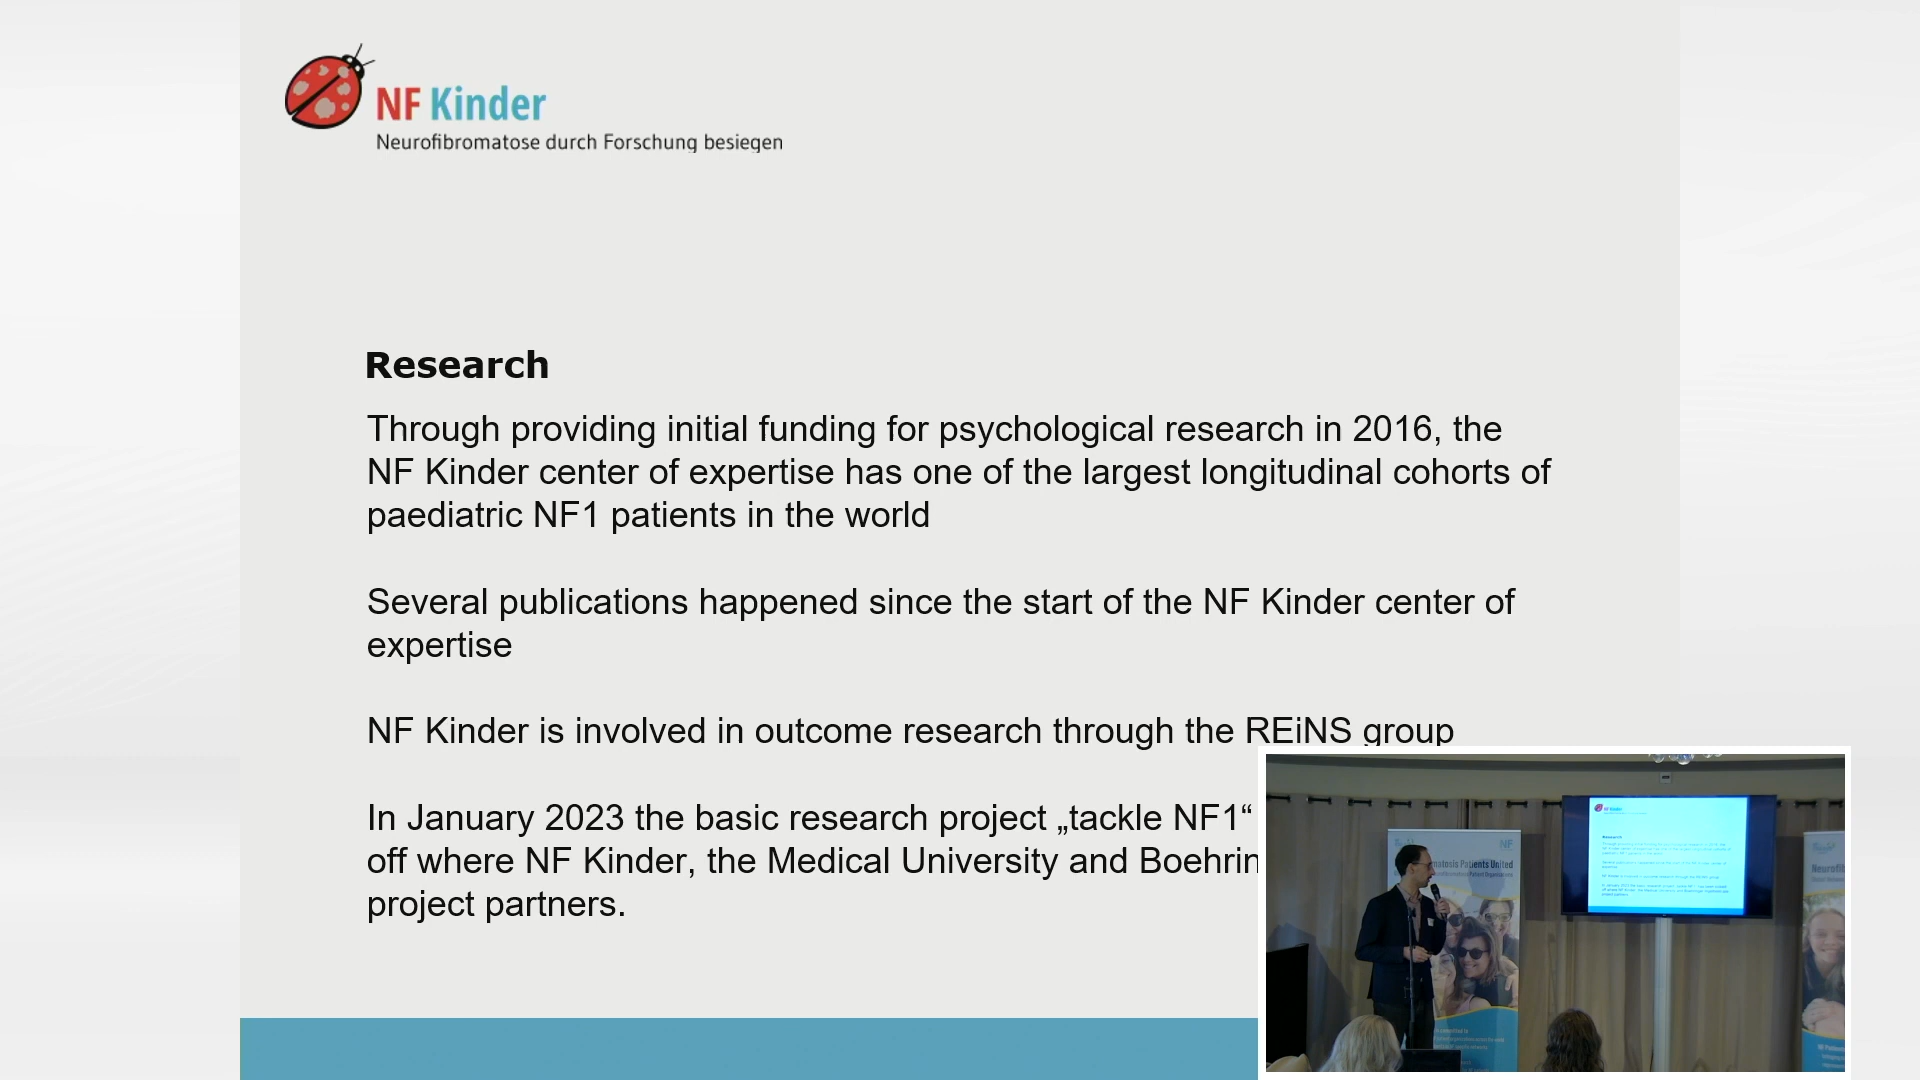 NF Kinder
Neurofibromatose durch Forschung besiegen
Research
Through providing initial funding for psychological research in 2016, the
NF Kinder center of expertise has one of the largest longitudinal cohorts of
paediatric NF1 patients in the world
Several publications happened since the start of the NF Kinder center of
expertise
NF Kinder is involved in outcome research through the REiNS group
In January 2023 the basic research project „tackle NF1“
off where NF Kinder, the Medical University and Boehrin
project partners.
NF
Patients United